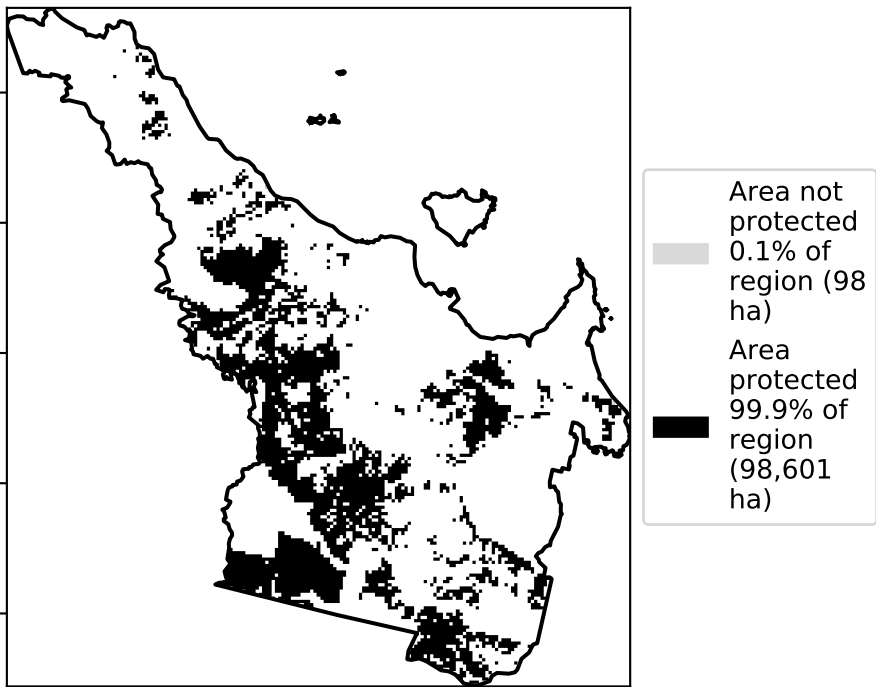 Area not
protected
0.1% of
region (98
ha)
Area
protected
99.9% of
region
(98,601
ha)